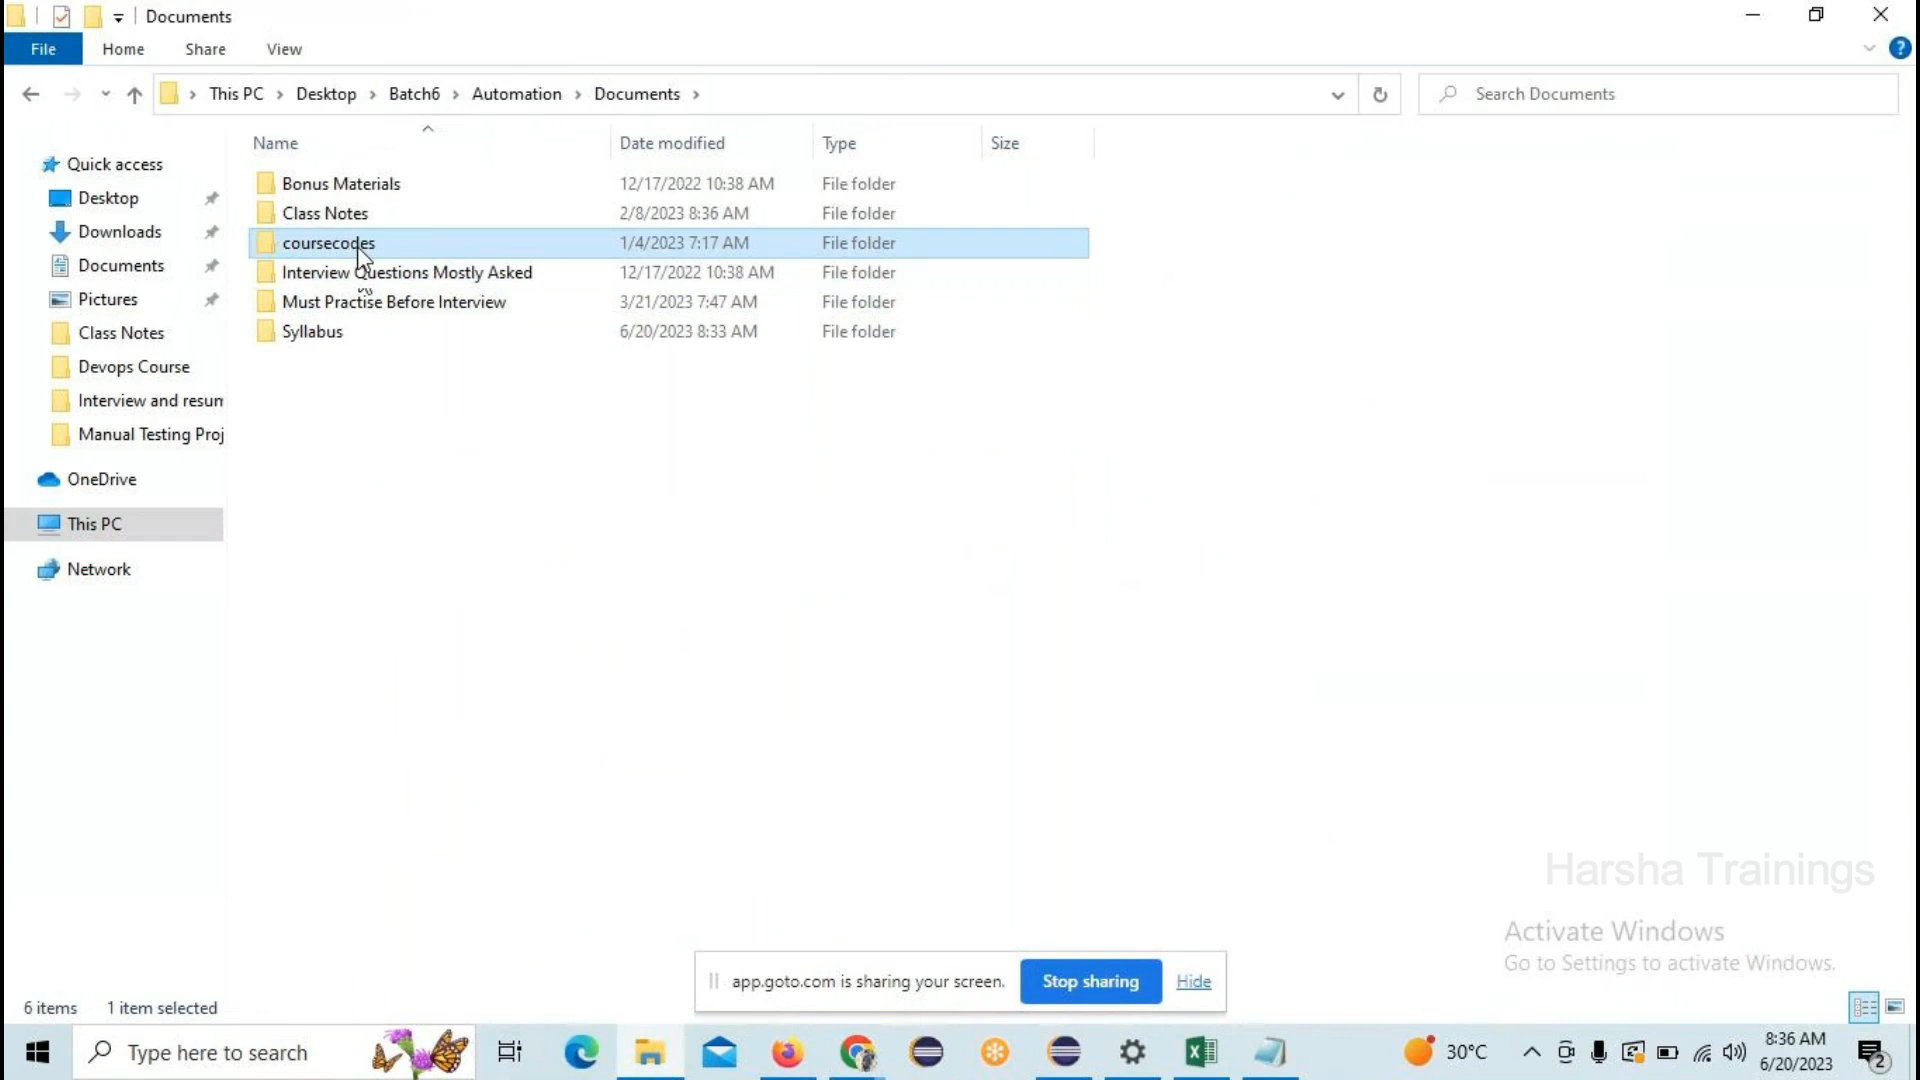 Documents
File Home Share View
This PC Desktop Batch6 Automation Documents
Search Documents
Name Date modified Type Size
Quick access
Desktop
Downloads
Documents
Pictures
Class Notes
Devops Course
Interview and resum
Manual Testing Proj
OneDrive
This PC
Network
Bonus Materials 12/17/2022 10:38 AM File folder
Class Notes 2/8/2023 8:36 AM File folder
coursecodes 1/4/2023 7:17 AM File folder
Interview Questions Mostly Asked 12/17/2022 10:38 AM File folder
Must Practise Before Interview 3/21/2023 7:47 AM File folder
Syllabus 6/20/2023 8:33 AM File folder
Harsha Trainings
Activate Windows
Go to Settings to activate Windows.
app.goto.com is sharing your screen. Stop sharing Hide
6 items 1 item selected
Type here to search
30°C
8:36 AM
6/20/2023
2